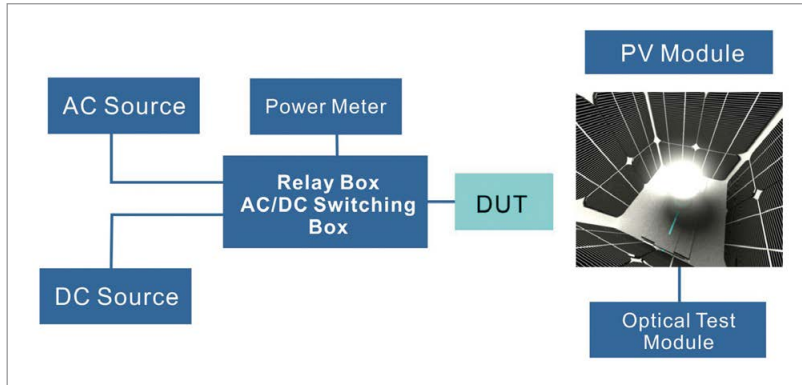 AC Source
Power Meter
PV Module
Relay Box
AC/DC Switching
Box
DUT
DC Source
Optical Test
Module